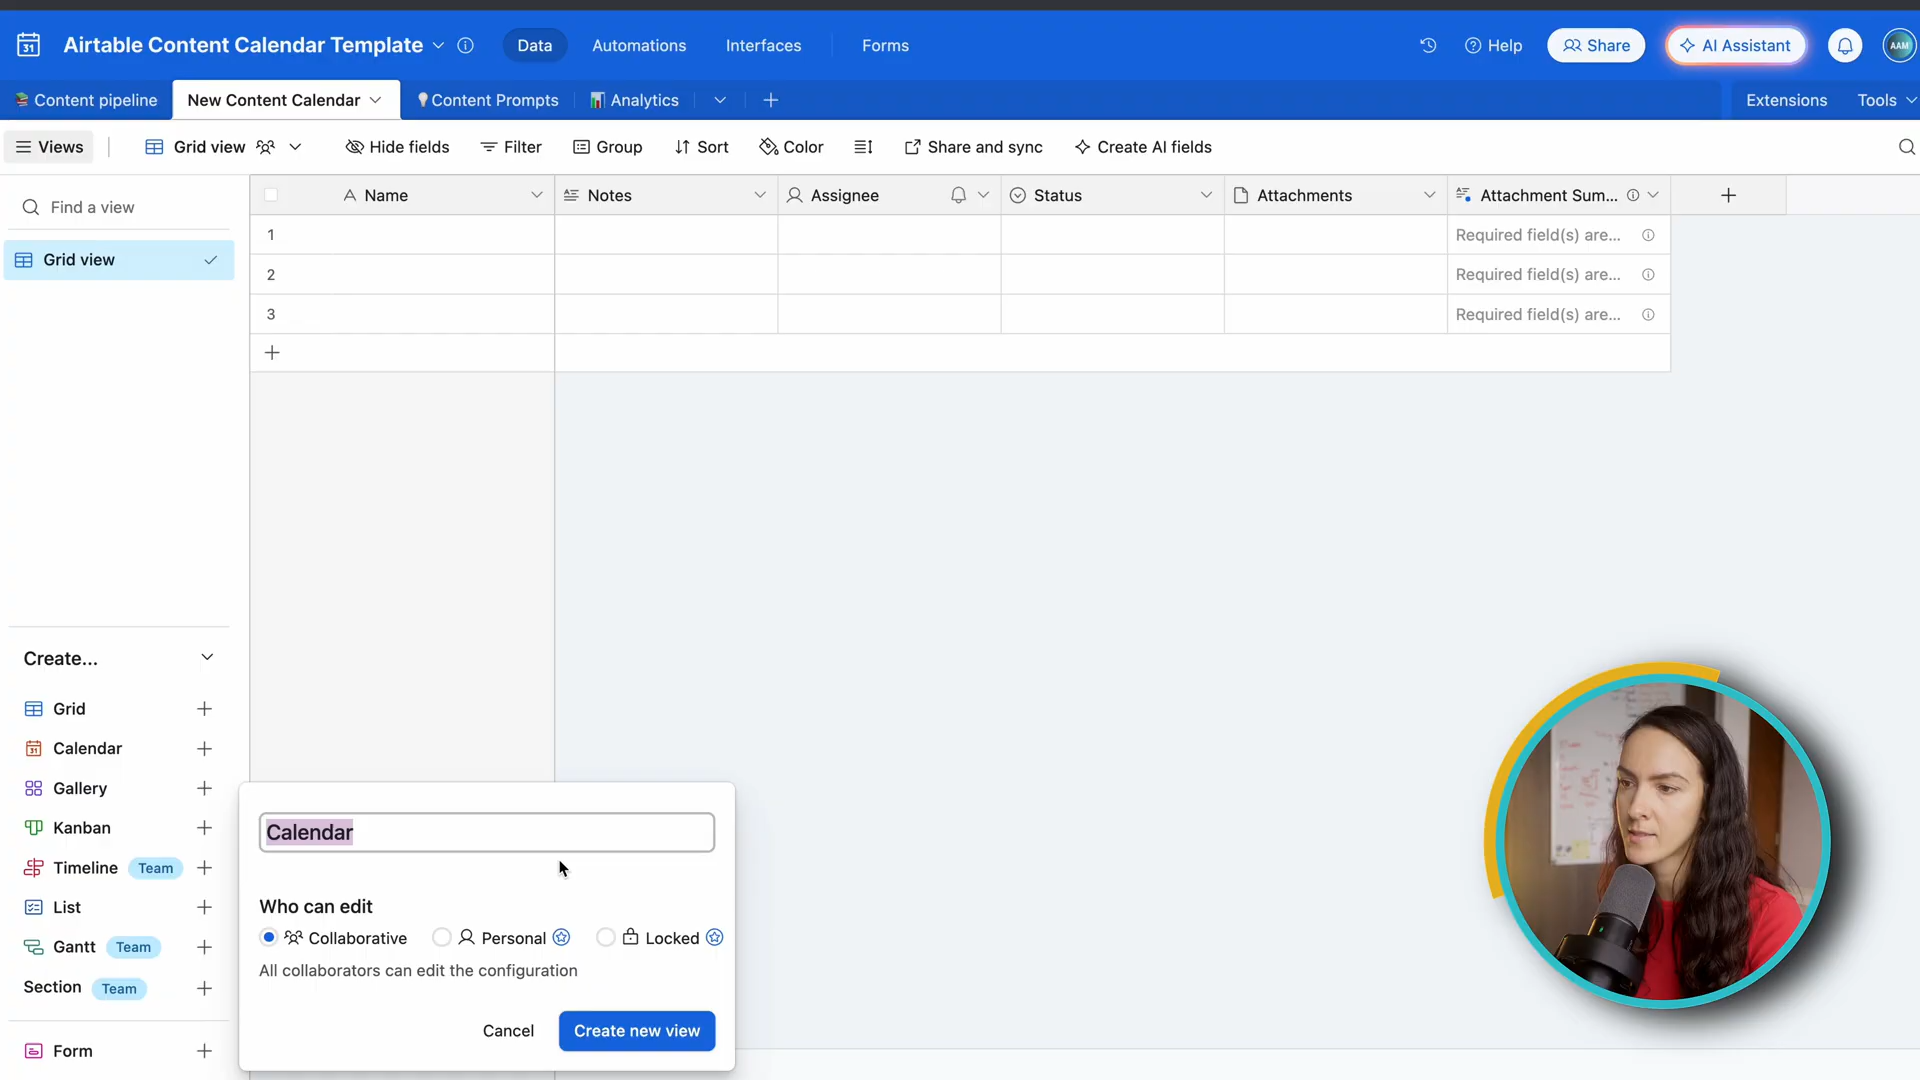 Airtable Content Calendar Template
Data
Automations
Interfaces
Forms
Help
Share
AI Assistant
AAM
Content pipeline
New Content Calendar
Content Prompts
Analytics
Extensions
Tools
Views
Grid view
Hide fields
Filter
Group
Sort
Color
Share and sync
Create AI fields
Find a view
Grid view
Name
Notes
Assignee
Status
Attachments
Attachment Sum...
1
Required field(s) are...
2
Required field(s) are...
3
Required field(s) are...
Create...
Grid
31
Calendar
Gallery
Kanban
Timeline
Team
List
Gantt
Team
Section
Team
Form
Calendar
Who can edit
Collaborative
Personal
Locked
All collaborators can edit the configuration
Cancel
Create new view